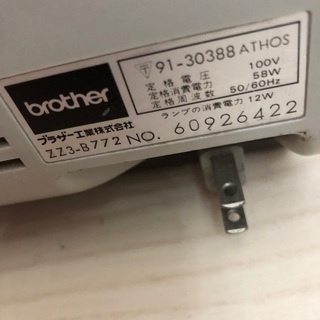 〒91-30388 ATHOS
定格電圧 100V
定格消費電力 58W
定格周波数 50/60Hz
ランプの消費電力 12W
brother
ブラザー工業株式会社
ZZ3-B772 NO. 60926422